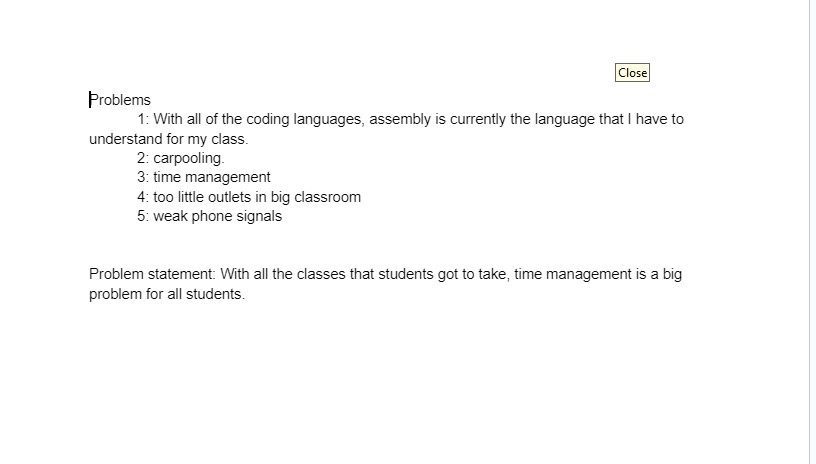 Close
Problems
1: With all of the coding languages, assembly is currently the language that I have to
understand for my class.
2: carpooling.
3: time management
4: too little outlets in big classroom
5: weak phone signals
Problem statement: With all the classes that students got to take, time management is a big
problem for all students.